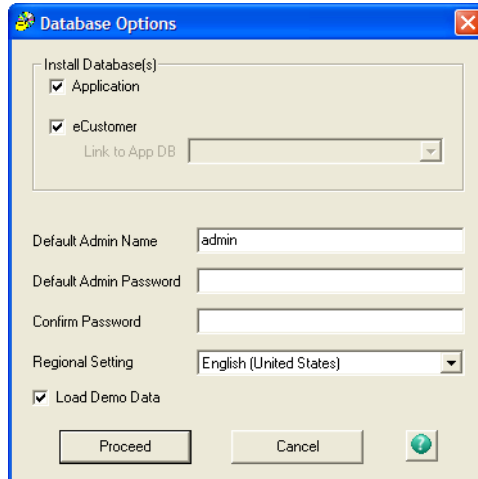 Database Options
Install Database(s)
Application
eCustomer
Link to App DB
Default Admin Name admin
Default Admin Password
Confirm Password
Regional Setting English (United States)
Load Demo Data
Proceed Cancel ?